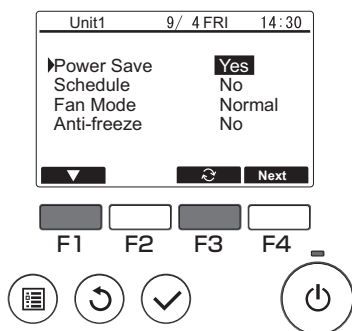 Unit1 9/ 4 FRI 14:30
Power Save Yes
Schedule No
Fan Mode Normal
Anti-freeze No
Next
F1 F2 F3 F4